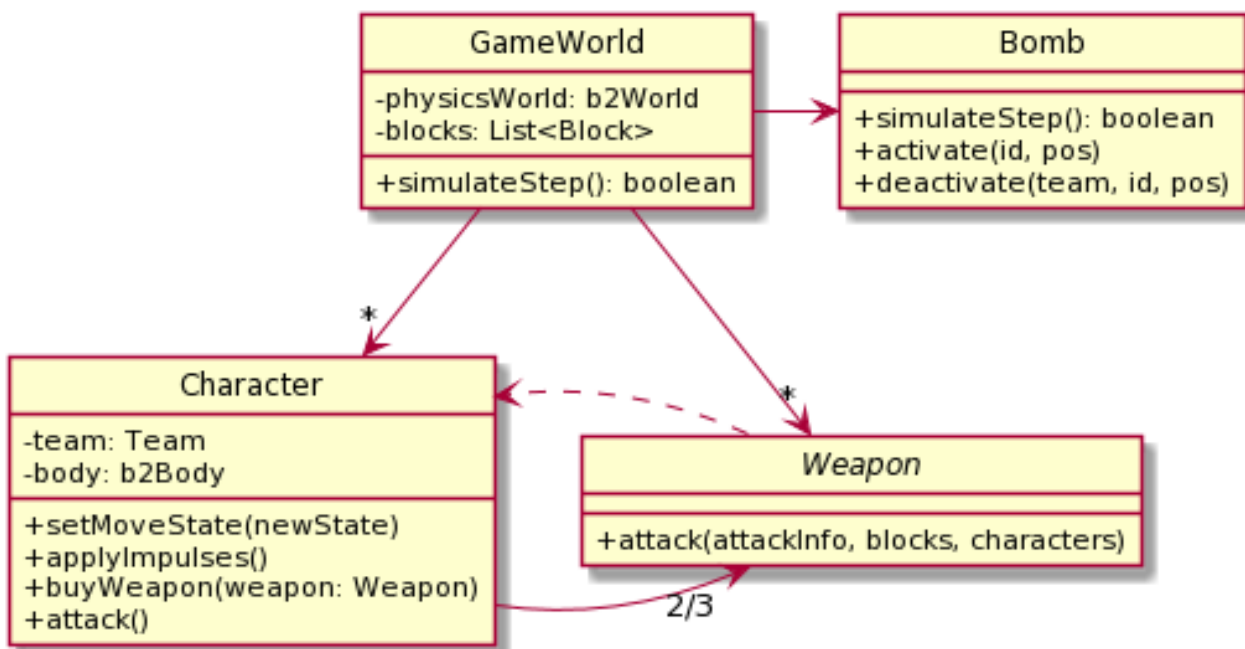 GameWorld
-physicsWorld: b2World
-blocks: List<Block>
+simulateStep(): boolean
Bomb
+simulateStep(): boolean
+activate(id, pos)
+deactivate(team, id, pos)
*
*
Character
-team: Team
-body: b2Body
+setMoveState(newState)
+applyImpulses()
+buyWeapon(weapon: Weapon)
+attack()
Weapon
+attack(attackInfo, blocks, characters)
2/3